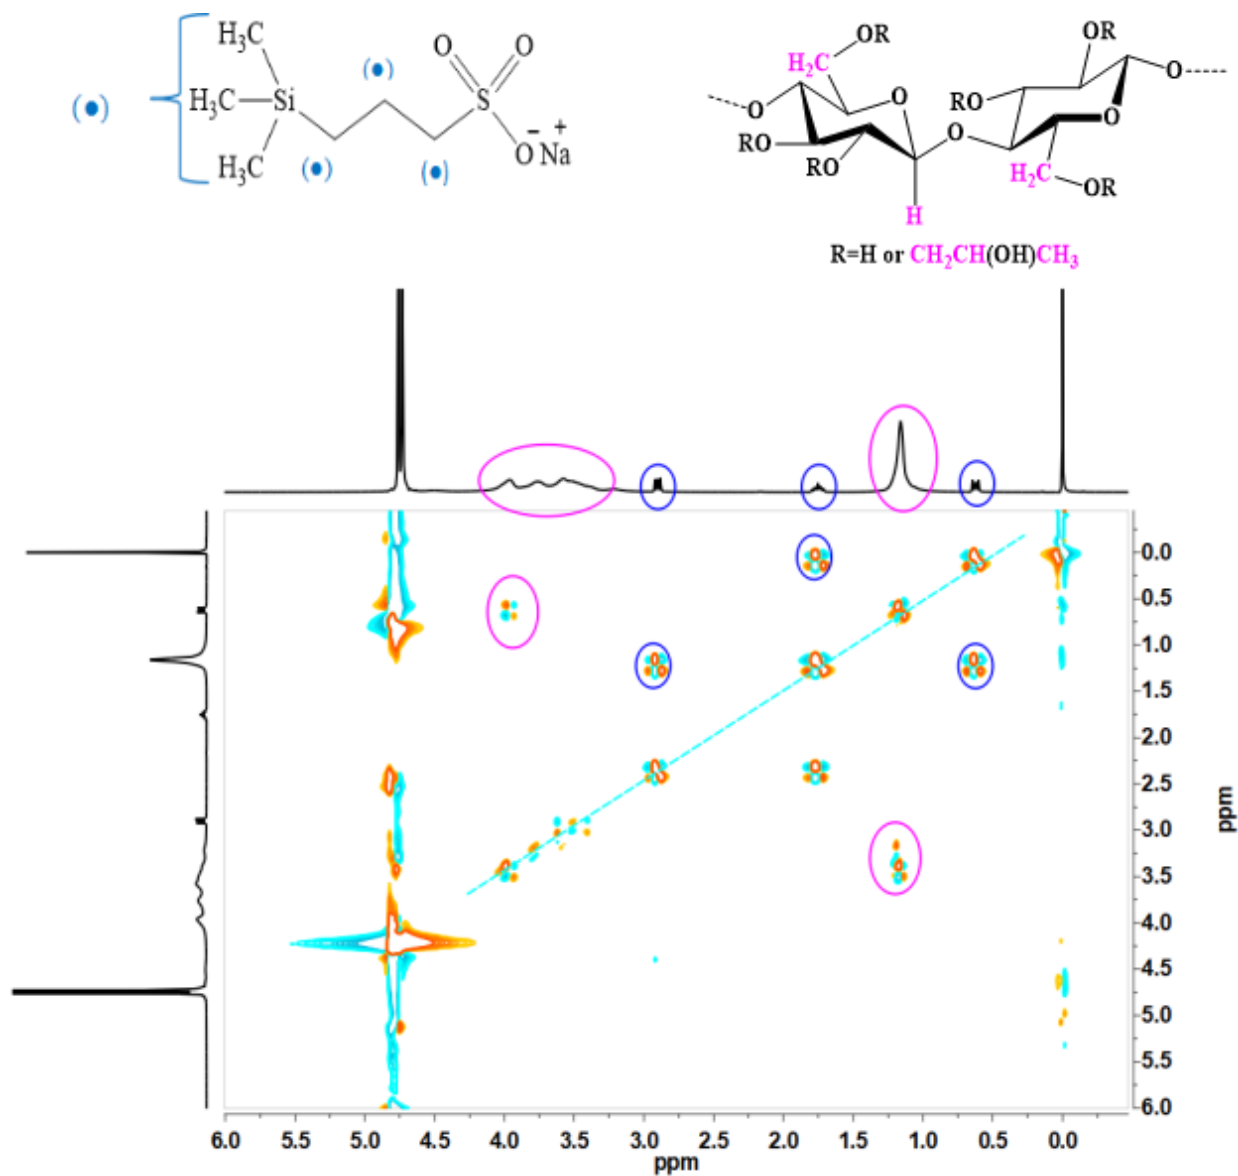 H₃C
O O
(•)
(•) H₃C Si S
H₃C O⁻ ⁺Na
(•) (•)
OR OR
H₂C
O O RO O
RO O O
RO H₂C OR
H
R=H or CH₂CH(OH)CH₃
0.0
0.5
1.0
1.5
2.0
2.5
3.0
3.5
4.0
4.5
5.0
5.5
6.0
ppm
6.0 5.5 5.0 4.5 4.0 3.5 3.0 2.5 2.0 1.5 1.0 0.5 0.0
ppm